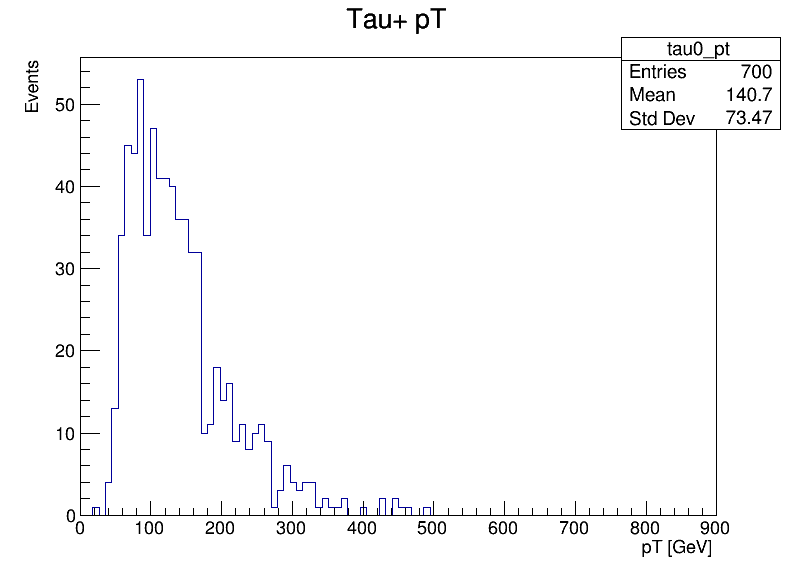 Tau+ pT
tau0_pt
Entries 700
Mean 140.7
Std Dev 73.47
Events
50
40
30
20
10
0
0 100 200 300 400 500 600 700 800 900
pT [GeV]